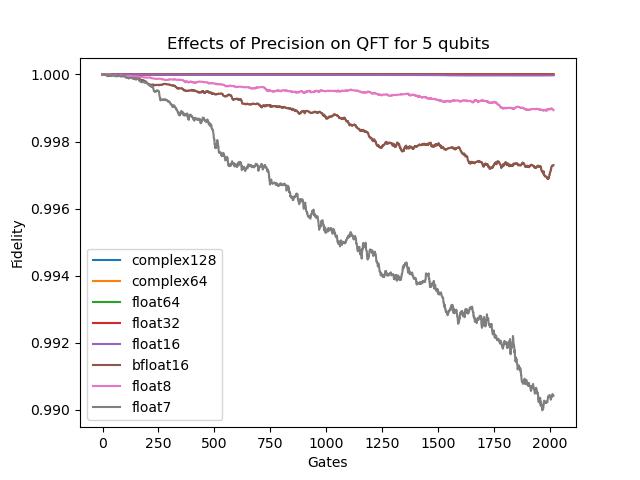 Effects of Precision on QFT for 5 qubits
1.000
0.998
0.996
0.994
0.992
0.990
Fidelity
complex128
complex64
float64
float32
float16
bfloat16
float8
float7
0
250
500
750
1000
1250
1500
1750
2000
Gates